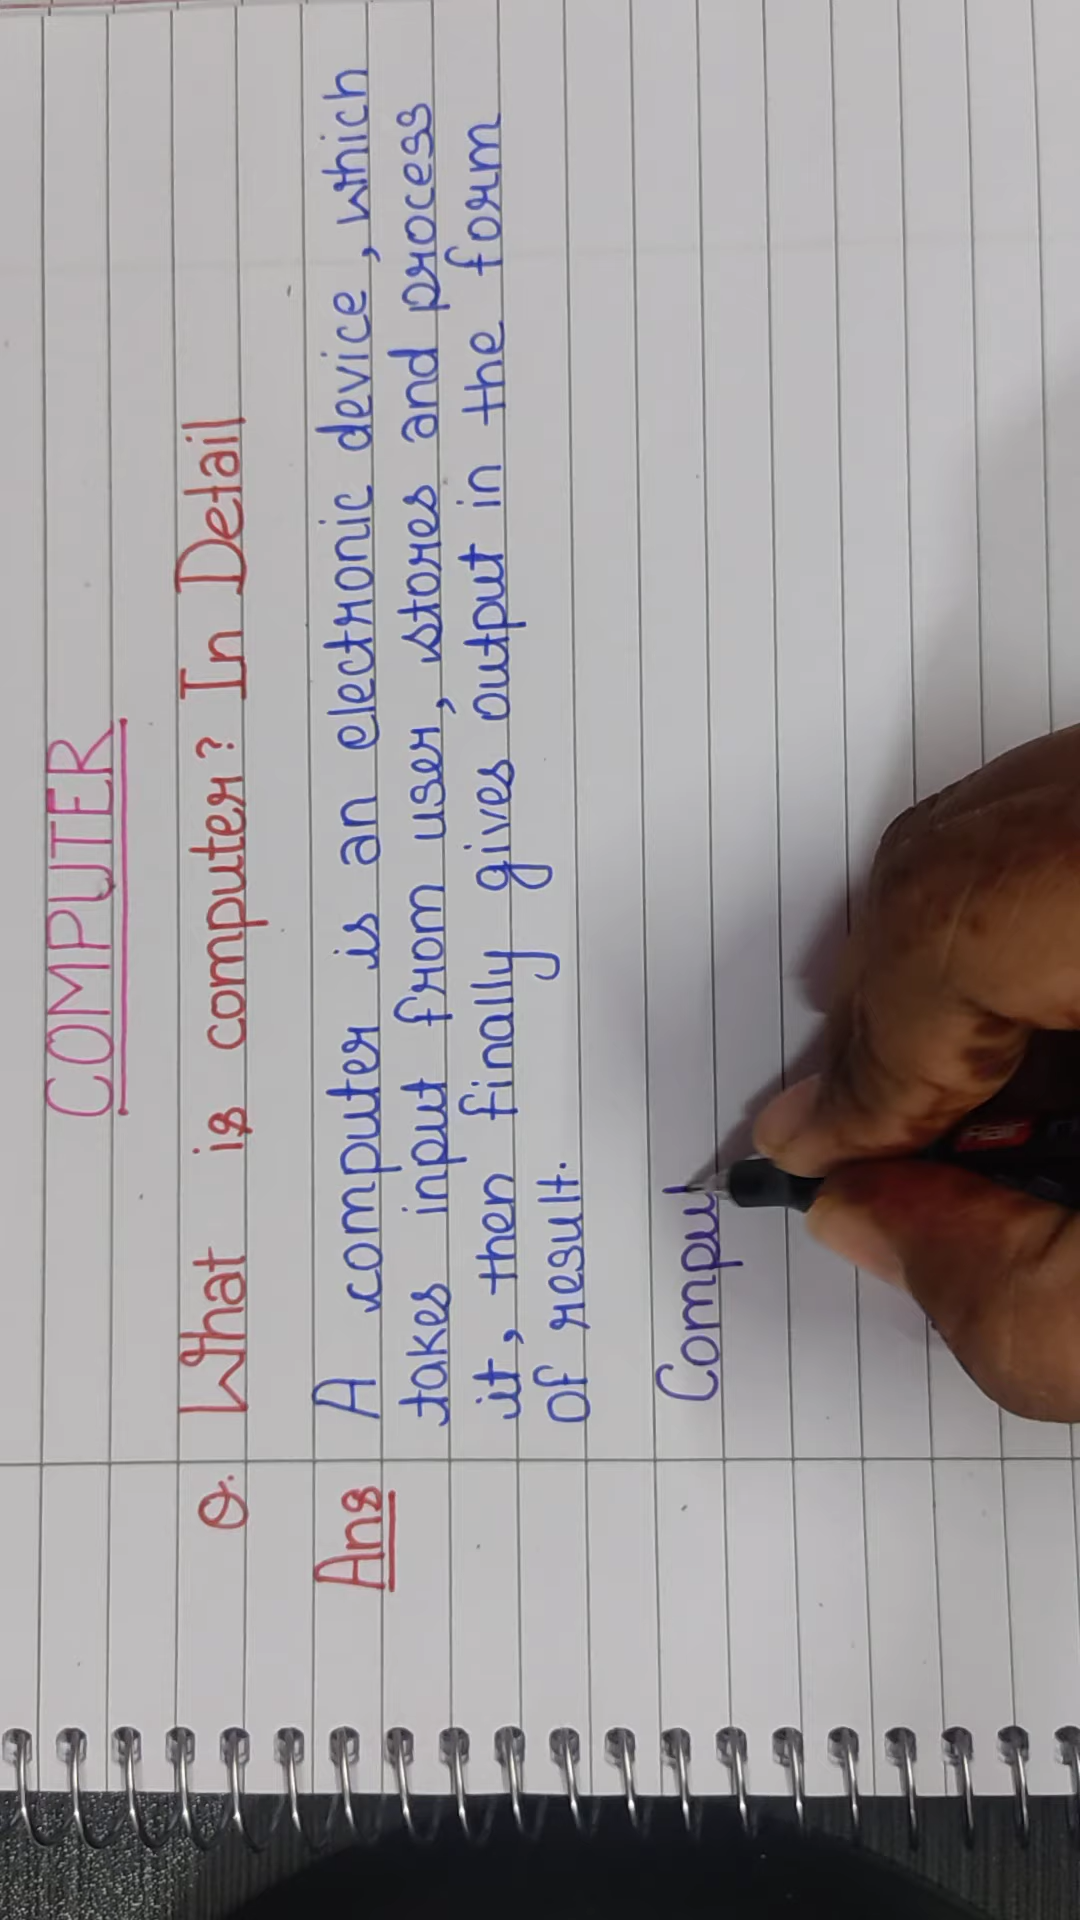 COMPUTER
Q. What is computer? In Detail
Ans A computer is an electronic device, which
takes input from user, stores and process
it, then finally gives output in the form
of result.
Compu
Flair